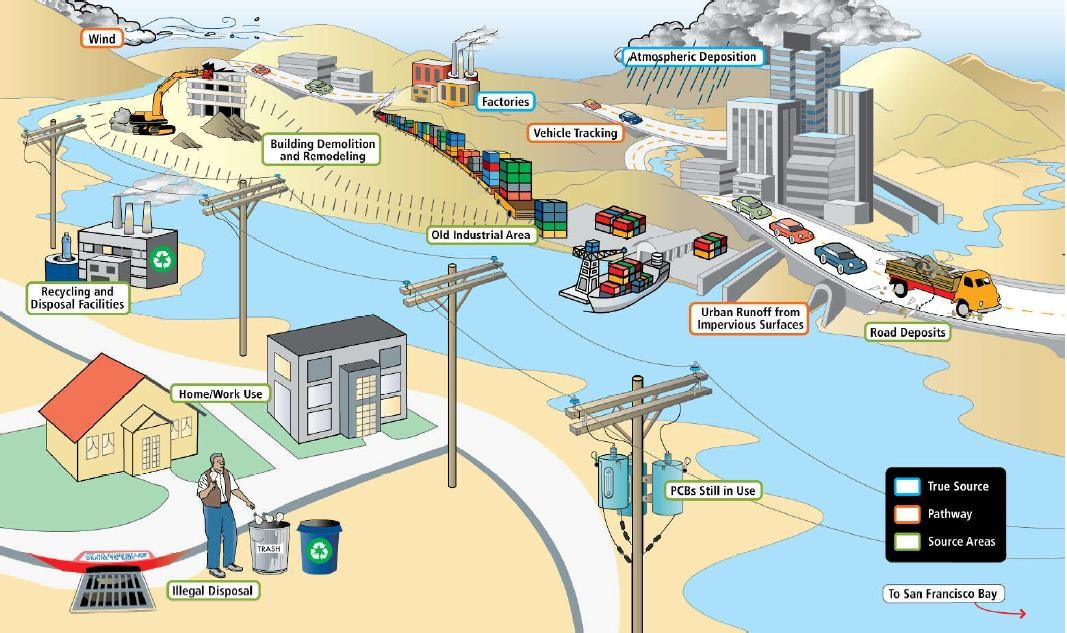 Wind
Atmospheric Deposition
Factories
Vehicle Tracking
Building Demolition
and Remodeling
Old Industrial Area
Recycling and
Disposal Facilities
Urban Runoff from
Impervious Surfaces
Road Deposits
Home/Work Use
PCBs Still in Use
True Source
Pathway
Source Areas
TRASH
Illegal Disposal
To San Francisco Bay